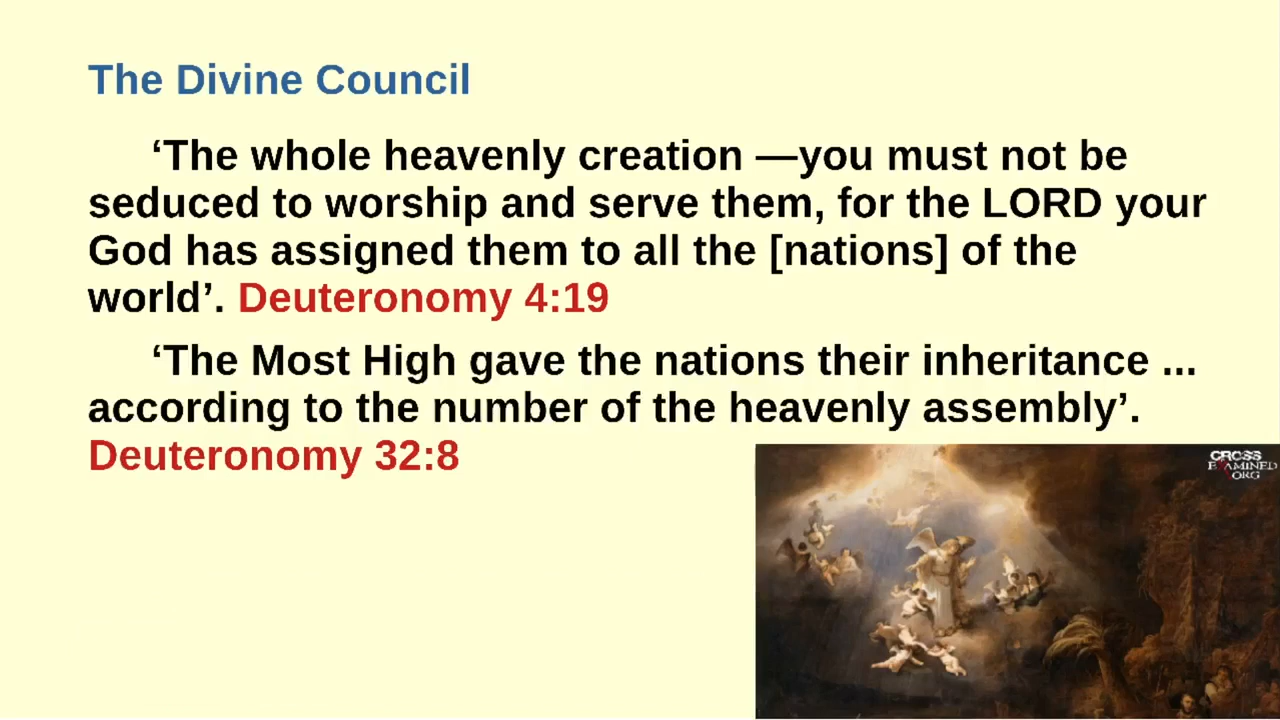 The Divine Council
‘The whole heavenly creation —you must not be
seduced to worship and serve them, for the LORD your
God has assigned them to all the [nations] of the
world’. Deuteronomy 4:19
‘The Most High gave the nations their inheritance ...
according to the number of the heavenly assembly’.
Deuteronomy 32:8
CROSS
EXAMINED
.ORG